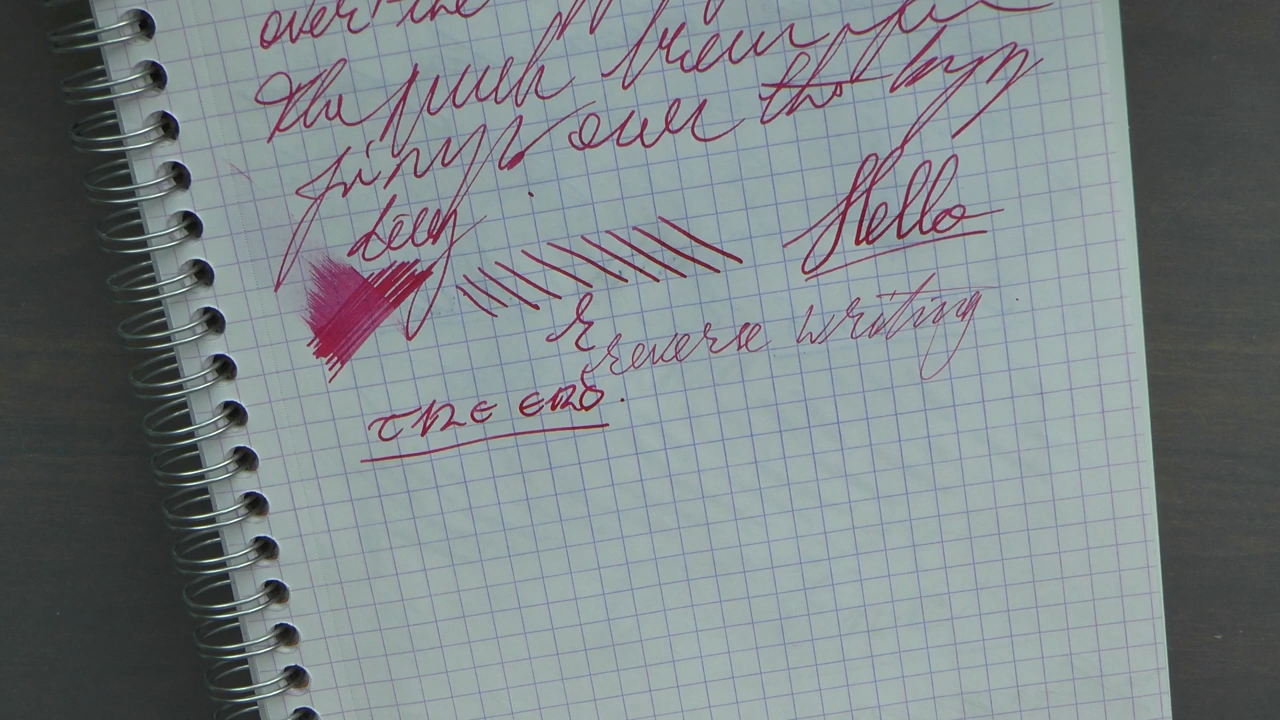 over the
the quick brown fox
jumps over the lazy
dog
Hello
reverse writing
THE END.